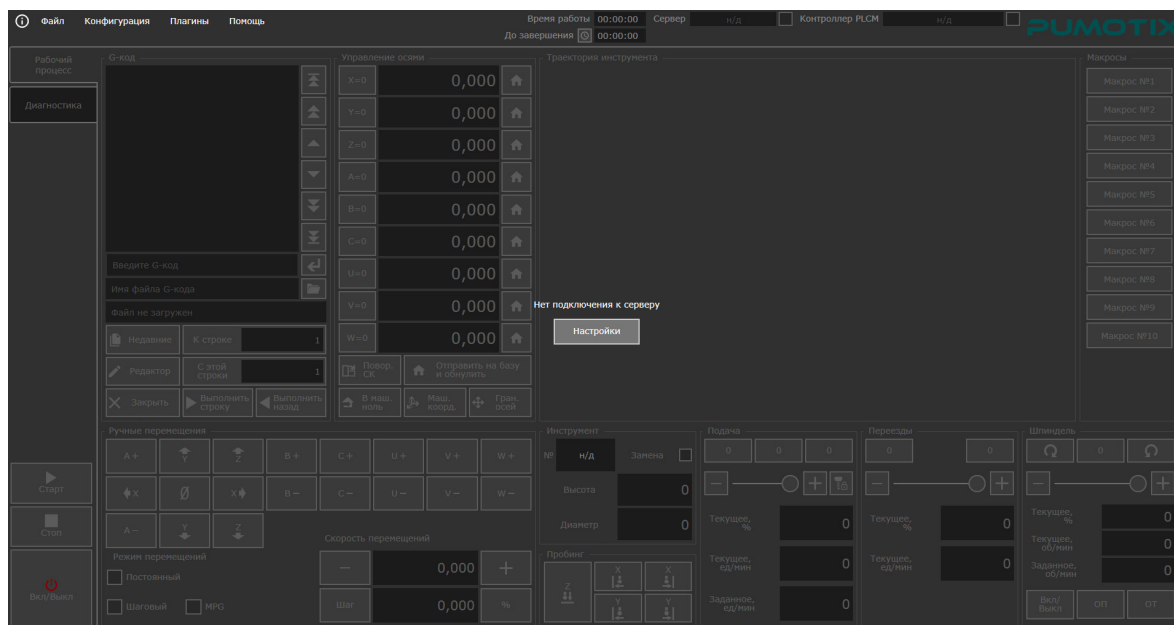 Файл Конфигурация Плагины Помощь
Время работы 00:00:00 Сервер н/д Контроллер PLCM н/д
До завершения 00:00:00
PUMOTIX
Рабочий
процесс
Диагностика
G-код
Введите G-код
Имя файла G-кода
Файл не загружен
Недавние К строке 1
Редактор С этой
строки 1
Закрыть Выполнить
строку Выполнить
назад
Управление осями
X=0 0,000
Y=0 0,000
Z=0 0,000
A=0 0,000
B=0 0,000
C=0 0,000
U=0 0,000
V=0 0,000
W=0 0,000
Повор.
СК
Отправить на базу
и обнулить
В маш.
ноль
Маш.
коорд.
Гран.
осей
Траектория инструмента
Нет подключения к серверу
Настройки
Макросы
Макрос №1
Макрос №2
Макрос №3
Макрос №4
Макрос №5
Макрос №6
Макрос №7
Макрос №8
Макрос №9
Макрос №10
Старт
Стоп
Вкл/Выкл
Ручные перемещения
A+ Y Z B+ C+ U+ V+ W+
X Ø X B− C− U− V− W−
A− Y Z
Скорость перемещений
Режим перемещений
Постоянный
Шаговый MPG
− 0,000 +
Шаг 0,000 %
Инструмент
№ н/д Замена
Высота 0
Диаметр 0
Пробинг
Z X X
Y Y
Подача
0 0 0
− +
Текущее,
% 0
Текущее,
ед/мин 0
Заданное,
ед/мин 0
Переезды
0 0
− +
Текущее,
% 0
Текущее,
ед/мин 0
Шпиндель
0
− +
Текущее,
% 0
Текущее,
об/мин 0
Заданное,
об/мин 0
Вкл/
Выкл ОП ОТ